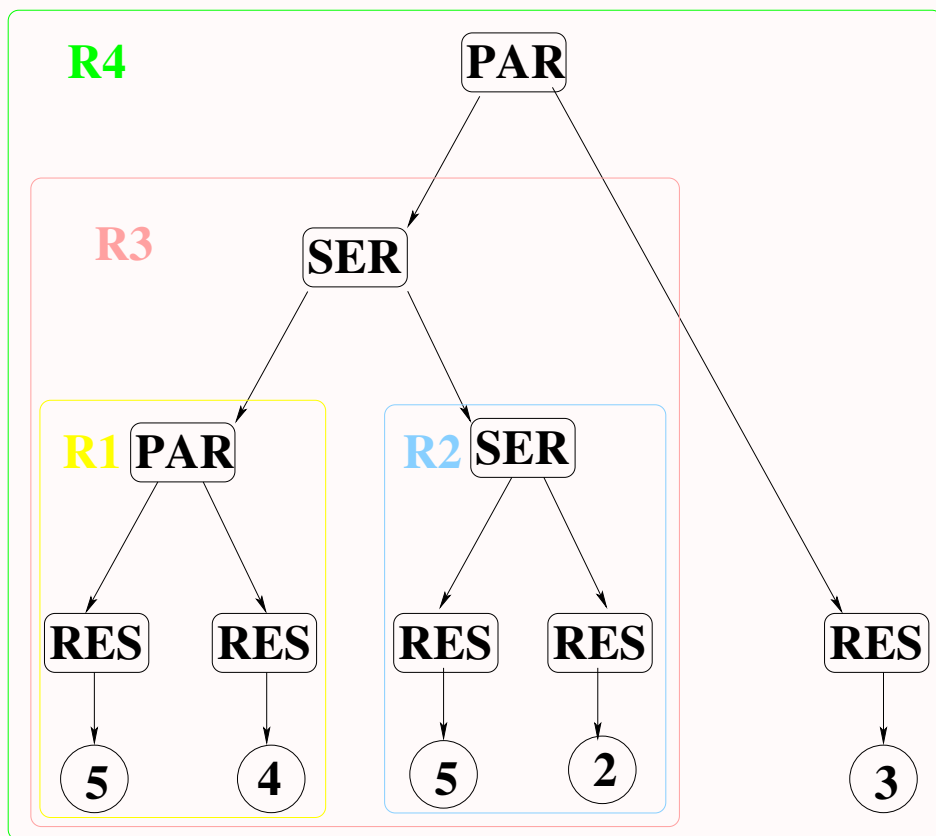 R4 PAR
R3
SER
R1 PAR R2 SER
RES RES RES RES RES
5 4 5 2 3